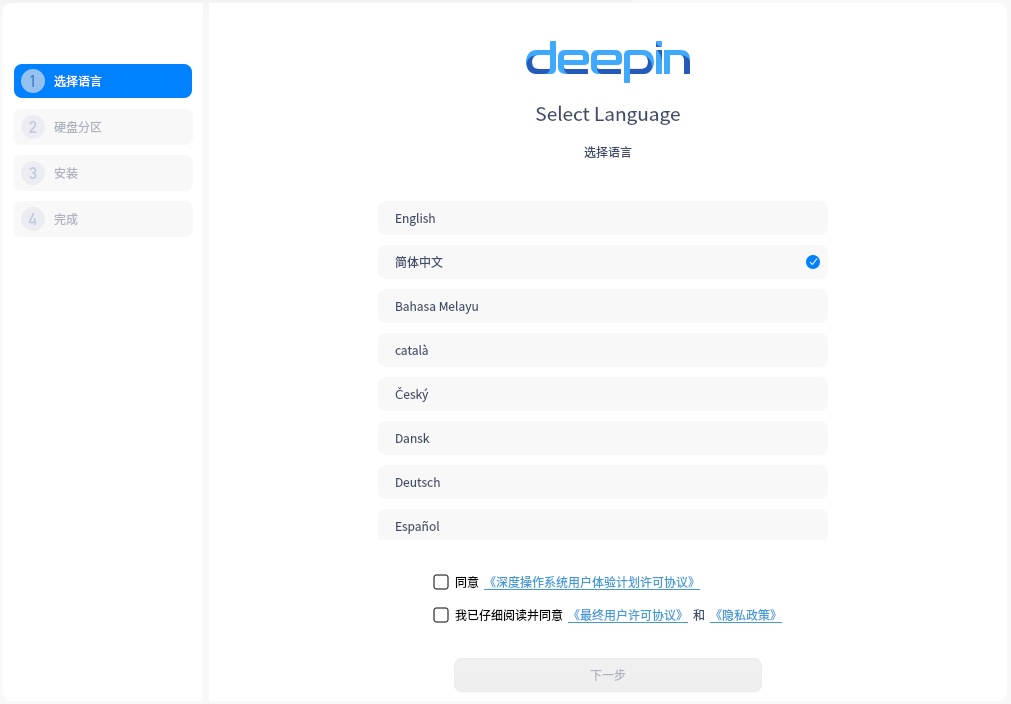 1 选择语言
2 硬盘分区
3 安装
4 完成
deepin
Select Language
选择语言
English
简体中文
Bahasa Melayu
català
Český
Dansk
Deutsch
Español
同意 《深度操作系统用户体验计划许可协议》
我已仔细阅读并同意 《最终用户许可协议》 和 《隐私政策》
下一步